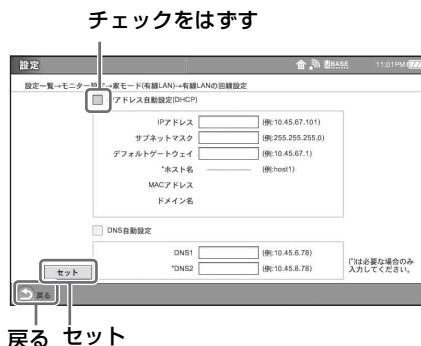 チェックをはずす
設定
BASE
11:01PM
設定一覧→モニター設定→家モード(有線LAN)→有線LANの回線設定
IPアドレス自動設定(DHCP)
IPアドレス (例:10.45.67.101)
サブネットマスク (例:255.255.255.0)
デフォルトゲートウェイ (例:10.45.67.1)
*ホスト名 (例:host1)
MACアドレス
ドメイン名
DNS自動設定
DNS1 (例:10.45.6.78)
*DNS2 (例:10.45.8.78)
(*)は必要な場合のみ
入力してください。
セット
戻る
戻る セット